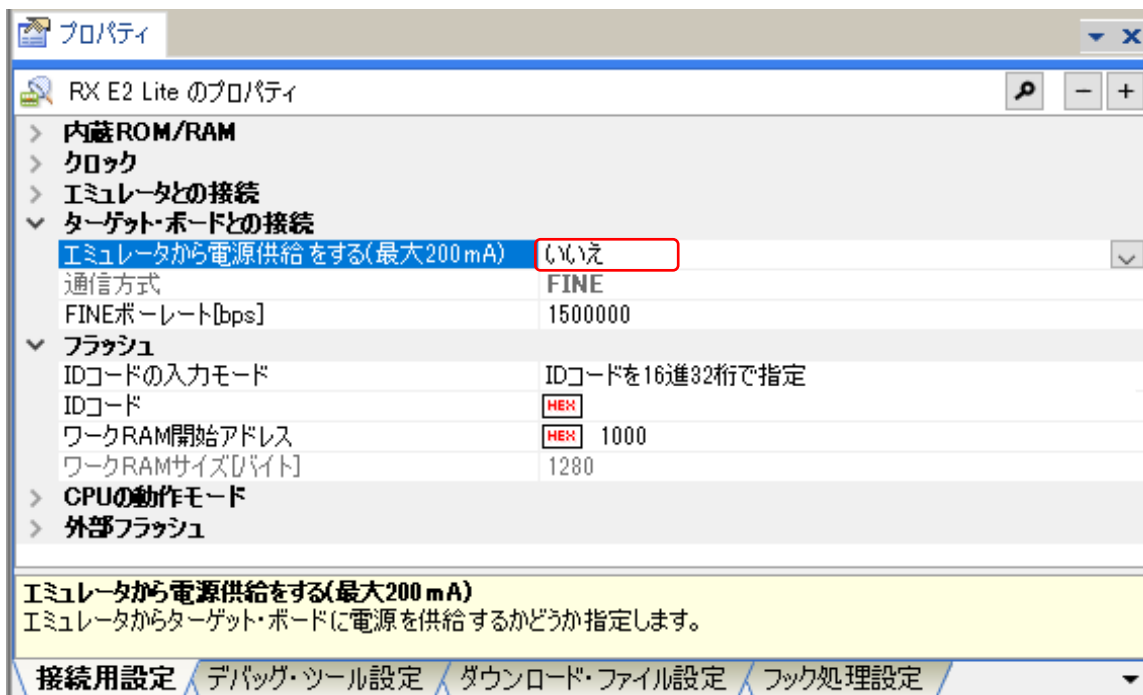 プロパティ
RX E2 Lite のプロパティ
内蔵ROM/RAM
クロック
エミュレータとの接続
ターゲット・ボードとの接続
エミュレータから電源供給をする(最大200mA) いいえ
通信方式 FINE
FINEボーレート[bps] 1500000
フラッシュ
IDコードの入力モード IDコードを16進32桁で指定
IDコード HEX
ワークRAM開始アドレス HEX 1000
ワークRAMサイズ[バイト] 1280
CPUの動作モード
外部フラッシュ
エミュレータから電源供給をする(最大200mA)
エミュレータからターゲット・ボードに電源を供給するかどうか指定します。
接続用設定 デバッグ・ツール設定 ダウンロード・ファイル設定 フック処理設定